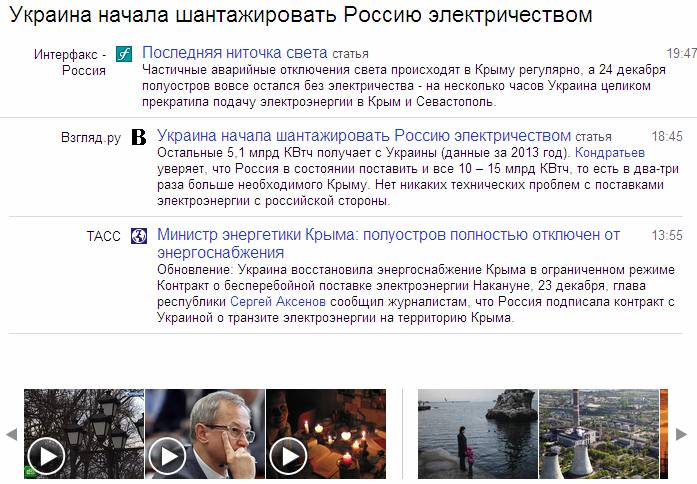 Украина начала шантажировать Россию электричеством
Интерфакс - Россия
Последняя ниточка света статья 19:47
Частичные аварийные отключения света происходят в Крыму регулярно, а 24 декабря
полуостров вовсе остался без электричества - на несколько часов Украина целиком
прекратила подачу электроэнергии в Крым и Севастополь.
Взгляд.ру В Украина начала шантажировать Россию электричеством статья 18:45
Остальные 5,1 млрд КВтч получает с Украины (данные за 2013 год). Кондратьев
уверяет, что Россия в состоянии поставить и все 10 – 15 млрд КВтч, то есть в два-три
раза больше необходимого Крыму. Нет никаких технических проблем с поставками
электроэнергии с российской стороны.
ТАСС Министр энергетики Крыма: полуостров полностью отключен от 13:55
энергоснабжения
Обновление: Украина восстановила энергоснабжение Крыма в ограниченном режиме
Контракт о бесперебойной поставке электроэнергии Накануне, 23 декабря, глава
республики Сергей Аксенов сообщил журналистам, что Россия подписала контракт с
Украиной о транзите электроэнергии на территорию Крыма.